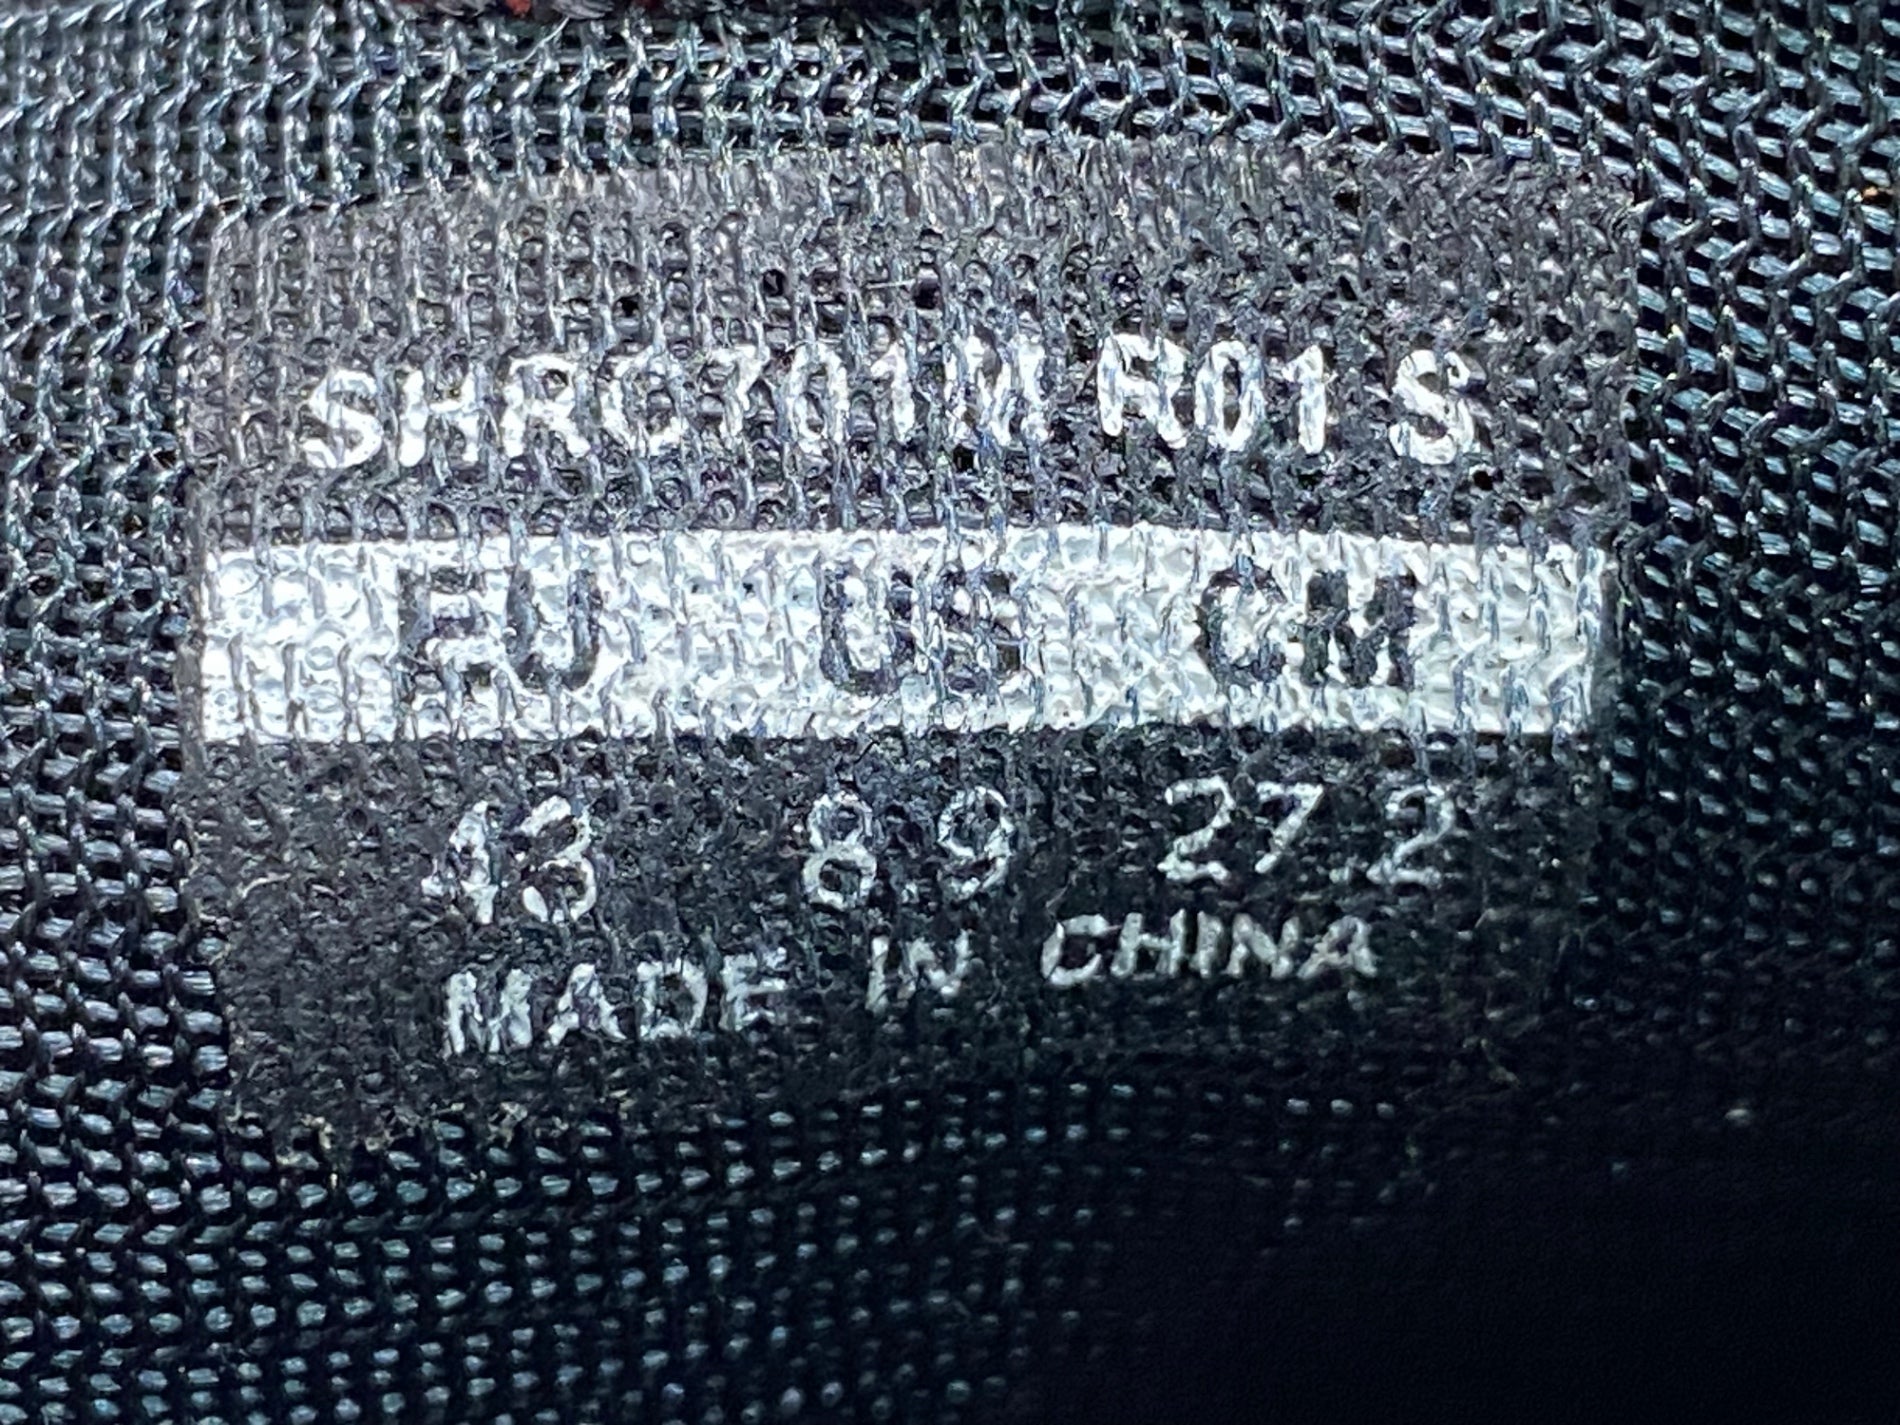 SHRC701M R01 S
EU US CM
43 8.9 27.2
MADE IN CHINA